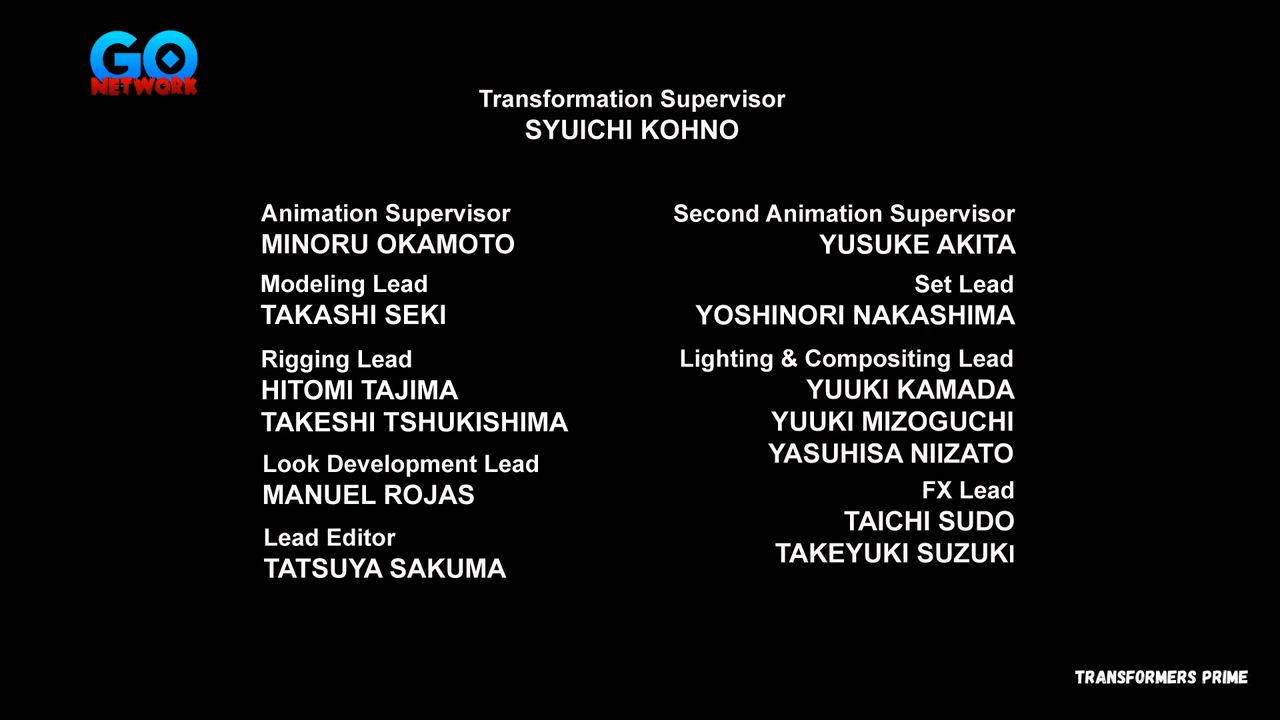 GO
NETWORK
Transformation Supervisor
SYUICHI KOHNO
Animation Supervisor
MINORU OKAMOTO
Modeling Lead
TAKASHI SEKI
Rigging Lead
HITOMI TAJIMA
TAKESHI TSHUKISHIMA
Look Development Lead
MANUEL ROJAS
Lead Editor
TATSUYA SAKUMA
Second Animation Supervisor
YUSUKE AKITA
Set Lead
YOSHINORI NAKASHIMA
Lighting & Compositing Lead
YUUKI KAMADA
YUUKI MIZOGUCHI
YASUHISA NIIZATO
FX Lead
TAICHI SUDO
TAKEYUKI SUZUKI
TRANSFORMERS PRIME